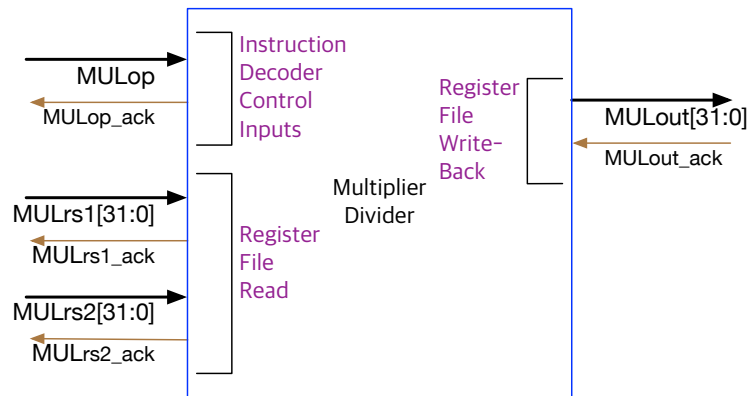 MULop
MULop_ack
Instruction
Decoder
Control
Inputs
MULrs1[31:0]
MULrs1_ack
MULrs2[31:0]
MULrs2_ack
Register
File
Read
Multiplier
Divider
Register
File
Write-
Back
MULout[31:0]
MULout_ack